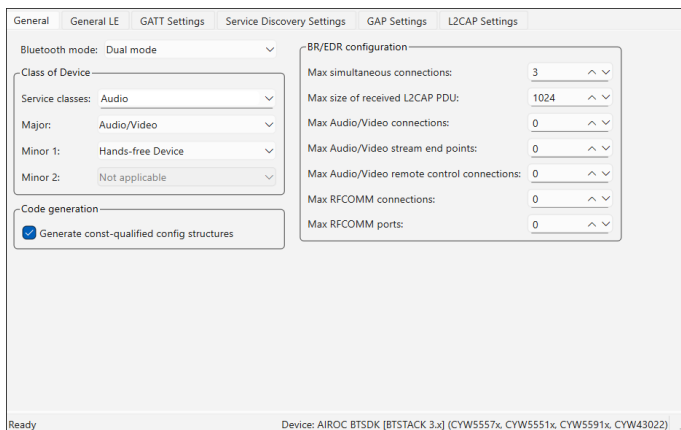 General General LE GATT Settings Service Discovery Settings GAP Settings L2CAP Settings
Bluetooth mode: Dual mode
Class of Device
Service classes: Audio
Major: Audio/Video
Minor 1: Hands-free Device
Minor 2: Not applicable
Code generation
Generate const-qualified config structures
BR/EDR configuration
Max simultaneous connections: 3
Max size of received L2CAP PDU: 1024
Max Audio/Video connections: 0
Max Audio/Video stream end points: 0
Max Audio/Video remote control connections: 0
Max RFCOMM connections: 0
Max RFCOMM ports: 0
Ready Device: AIROC BTSDK [BTSTACK 3.x] (CYW5557x, CYW5551x, CYW5591x, CYW43022)